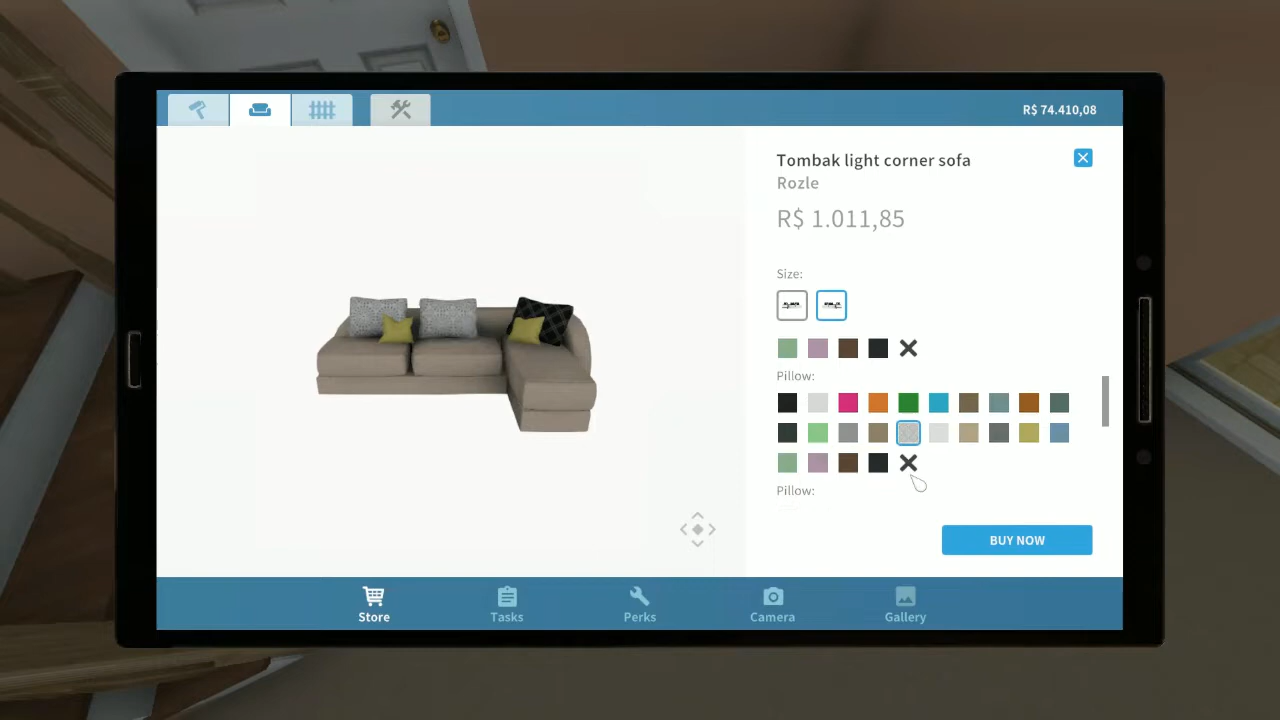 R$ 74.410,08
Tombak light corner sofa
Rozle
R$ 1.011,85
Size:
Pillow:
Pillow:
BUY NOW
Store
Tasks
Perks
Camera
Gallery